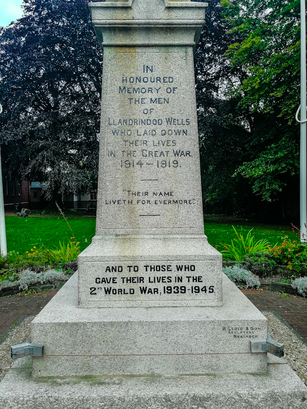 IN
HONOURED
MEMORY OF
THE MEN
OF
LLANDRINDOD WELLS
WHO LAID DOWN
THEIR LIVES
IN THE GREAT WAR.
1914-1919.
"THEIR NAME
LIVETH FOR EVERMORE"
AND TO THOSE WHO
GAVE THEIR LIVES IN THE
2ND WORLD WAR, 1939-1945.